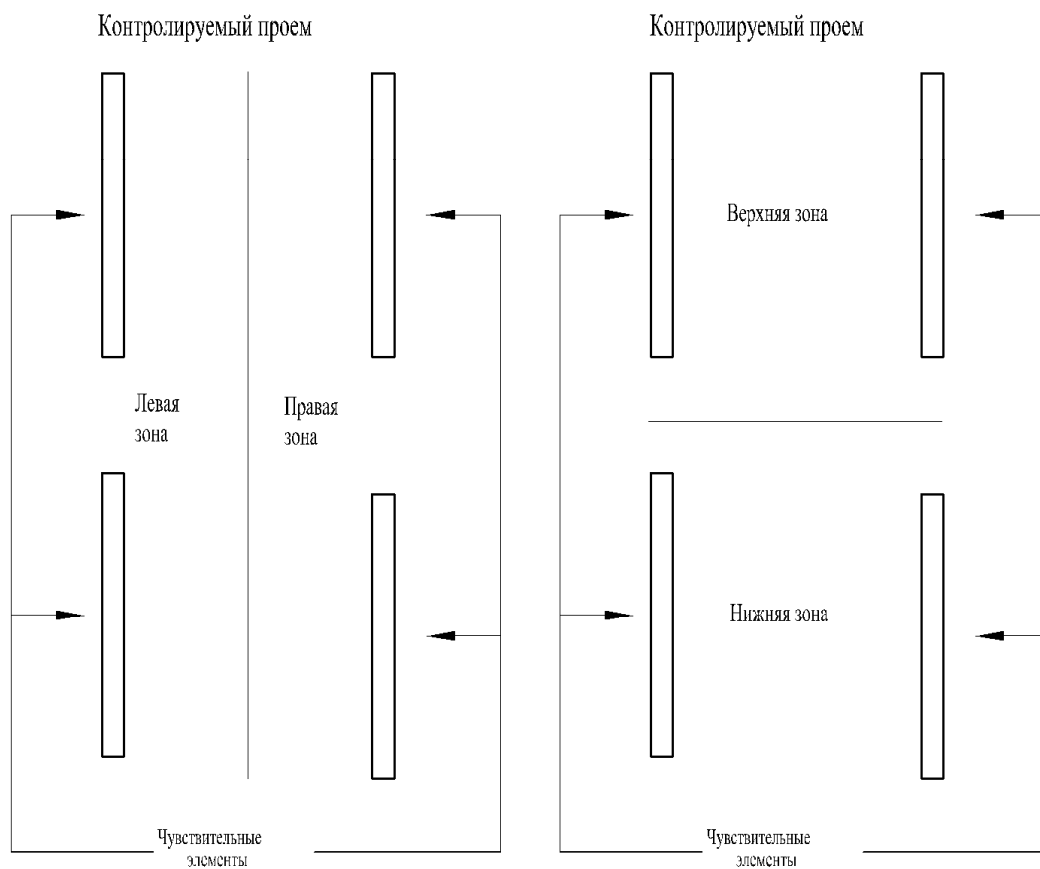 Контролируемый проем
Левая
зона
Правая
зона
Чувствительные
элементы
Контролируемый проем
Верхняя зона
Нижняя зона
Чувствительные
элементы